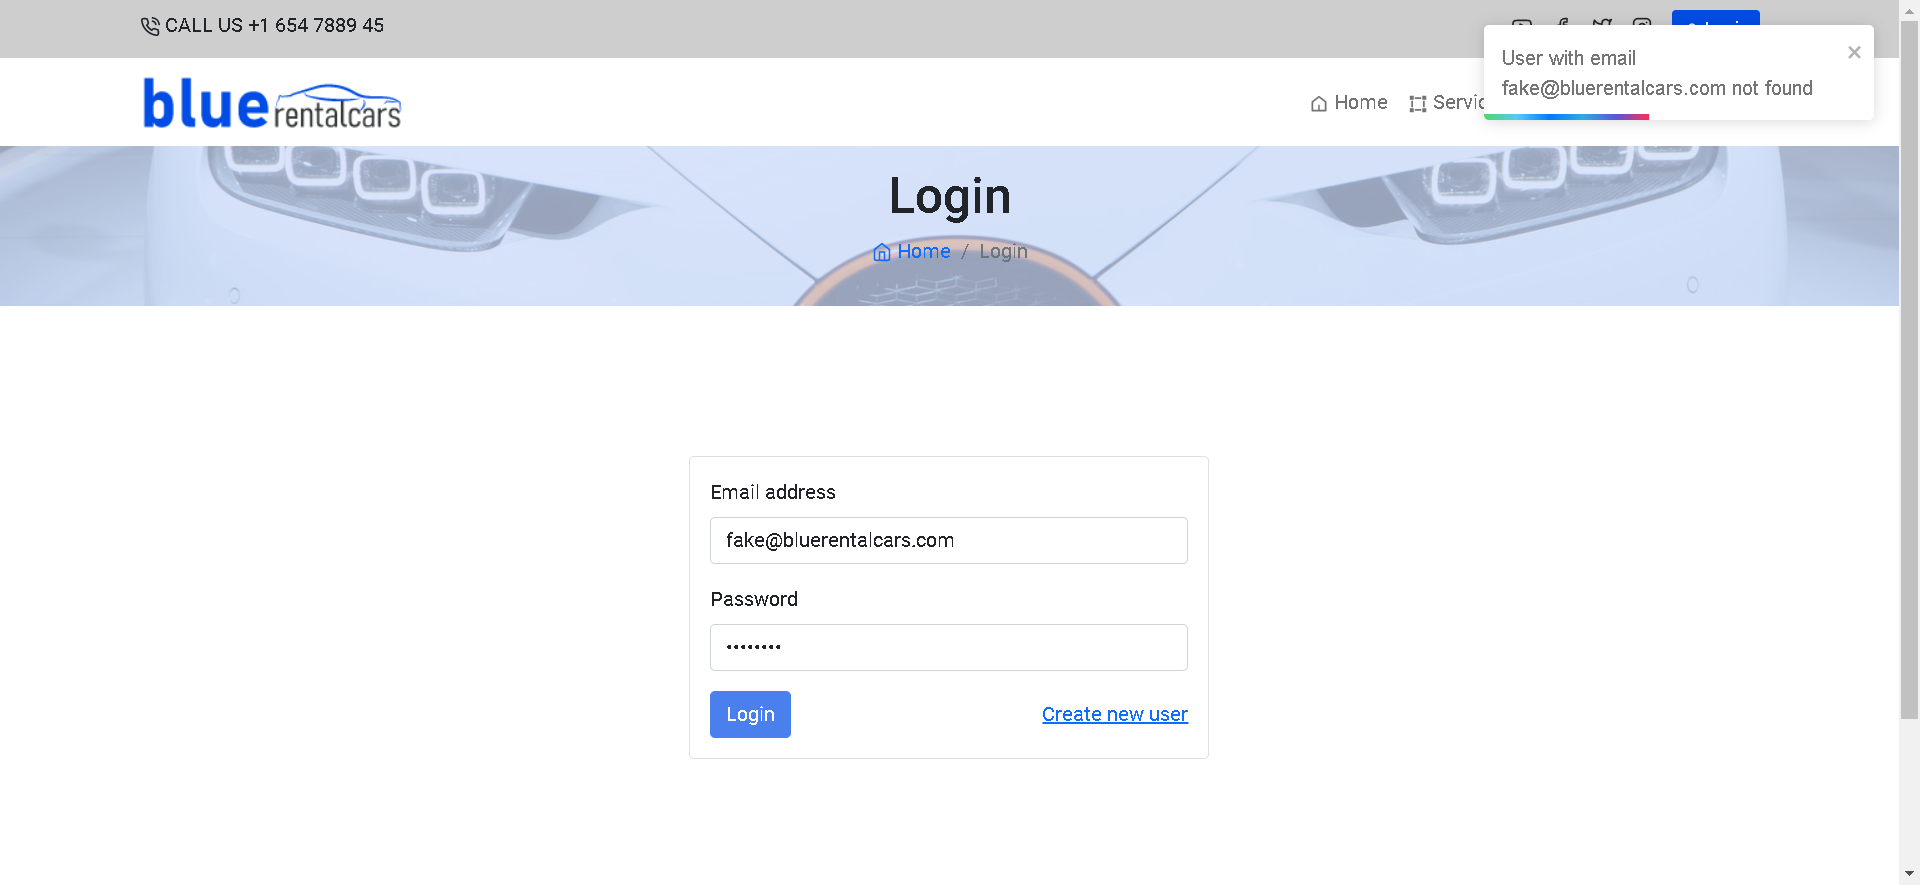 CALL US +1 654 7889 45
User with email
fake@bluerentalcars.com not found
blue rentalcars
Home
Login
Home / Login
Email address
fake@bluerentalcars.com
Password
••••••••
Login
Create new user